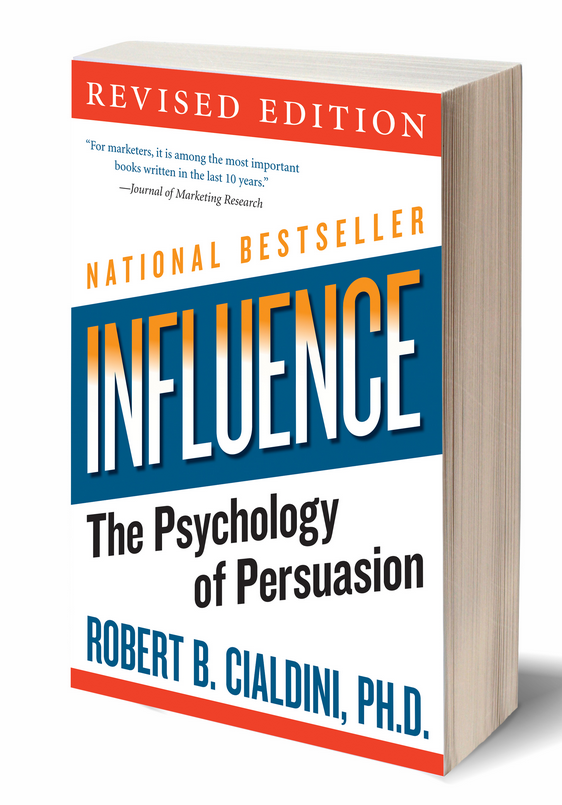 REVISED EDITION
“For marketers, it is among the most important
books written in the last 10 years.”
—Journal of Marketing Research
NATIONAL BESTSELLER
INFLUENCE
The Psychology
of Persuasion
ROBERT B. CIALDINI, PH.D.